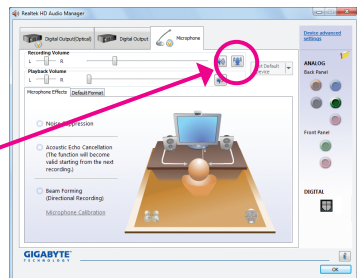 Realtek HD Audio Manager
Digital Output(Optical)
Digital Output
Microphone
Device advanced
settings
Recording Volume
L
R
Set Default
Device
Playback Volume
L
R
ANALOG
Back Panel
Microphone Effects
Default Format
Noise Suppression
Acoustic Echo Cancellation
(The function will become
valid starting from the next
recording.)
Beam Forming
(Directional Recording)
Microphone Calibration
Front Panel
DIGITAL
GIGABYTE
TECHNOLOGY
OK